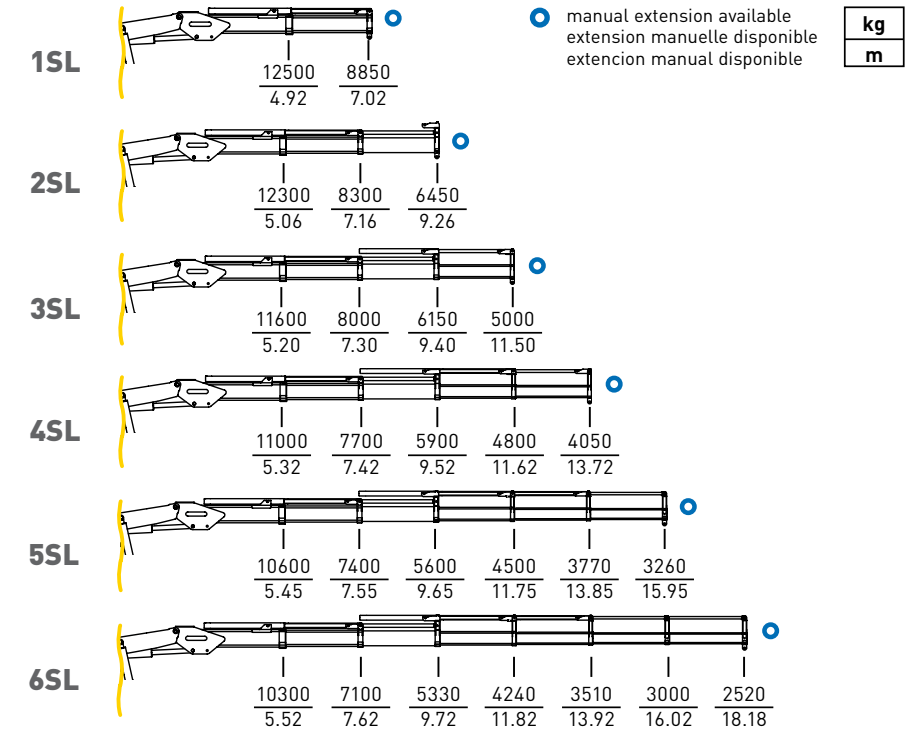 manual extension available
extension manuelle disponible
extencion manual disponible
kg
m
1SL
12500 8850
4.92 7.02
2SL
12300 8300 6450
5.06 7.16 9.26
3SL
11600 8000 6150 5000
5.20 7.30 9.40 11.50
4SL
11000 7700 5900 4800 4050
5.32 7.42 9.52 11.62 13.72
5SL
10600 7400 5600 4500 3770 3260
5.45 7.55 9.65 11.75 13.85 15.95
6SL
10300 7100 5330 4240 3510 3000 2520
5.52 7.62 9.72 11.82 13.92 16.02 18.18